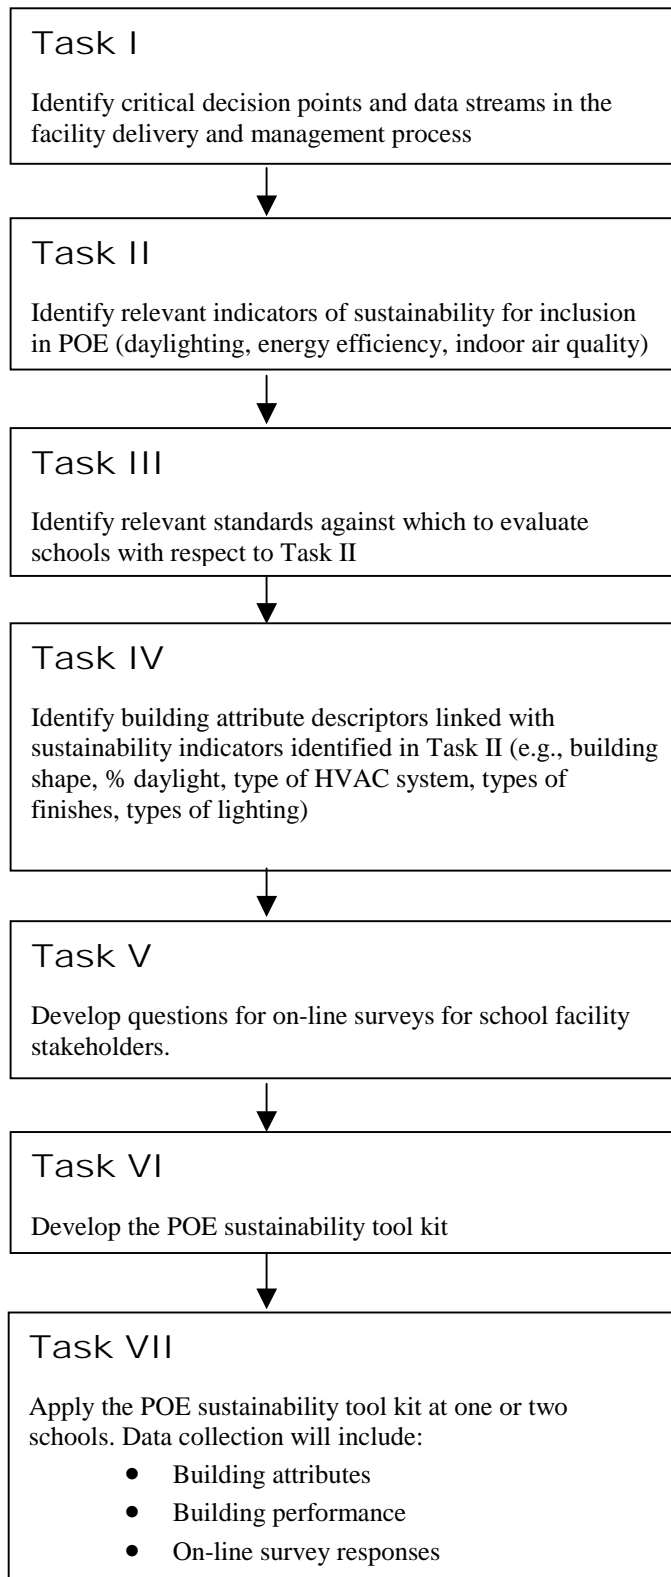 Task I
Identify critical decision points and data streams in the
facility delivery and management process
Task II
Identify relevant indicators of sustainability for inclusion
in POE (daylighting, energy efficiency, indoor air quality)
Task III
Identify relevant standards against which to evaluate
schools with respect to Task II
Task IV
Identify building attribute descriptors linked with
sustainability indicators identified in Task II (e.g., building
shape, % daylight, type of HVAC system, types of
finishes, types of lighting)
Task V
Develop questions for on-line surveys for school facility
stakeholders.
Task VI
Develop the POE sustainability tool kit
Task VII
Apply the POE sustainability tool kit at one or two
schools. Data collection will include:
• Building attributes
• Building performance
• On-line survey responses